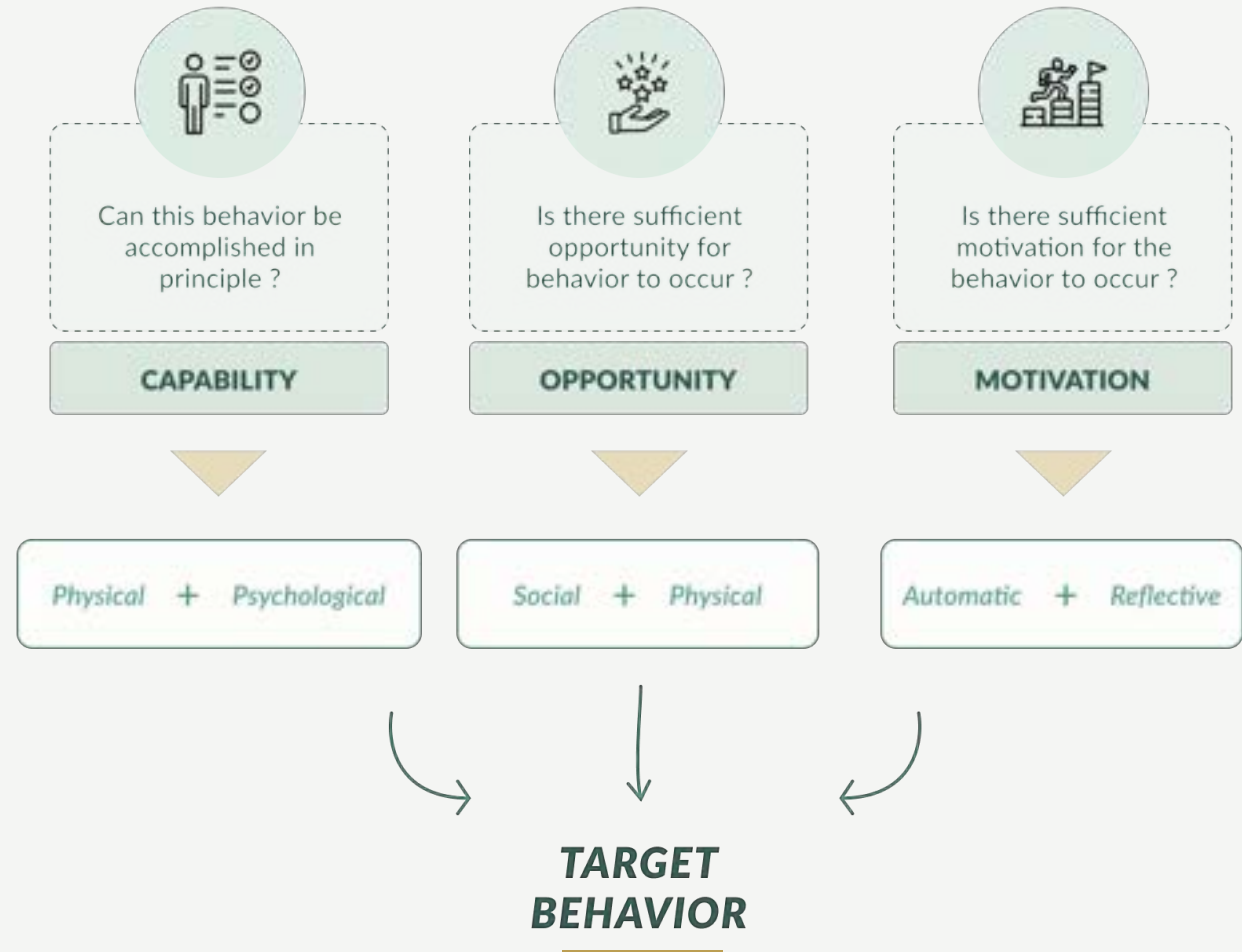 Can this behavior be
accomplished in
principle ?
CAPABILITY
Physical + Psychological
Is there sufficient
opportunity for
behavior to occur ?
OPPORTUNITY
Social + Physical
Is there sufficient
motivation for the
behavior to occur ?
MOTIVATION
Automatic + Reflective
TARGET
BEHAVIOR